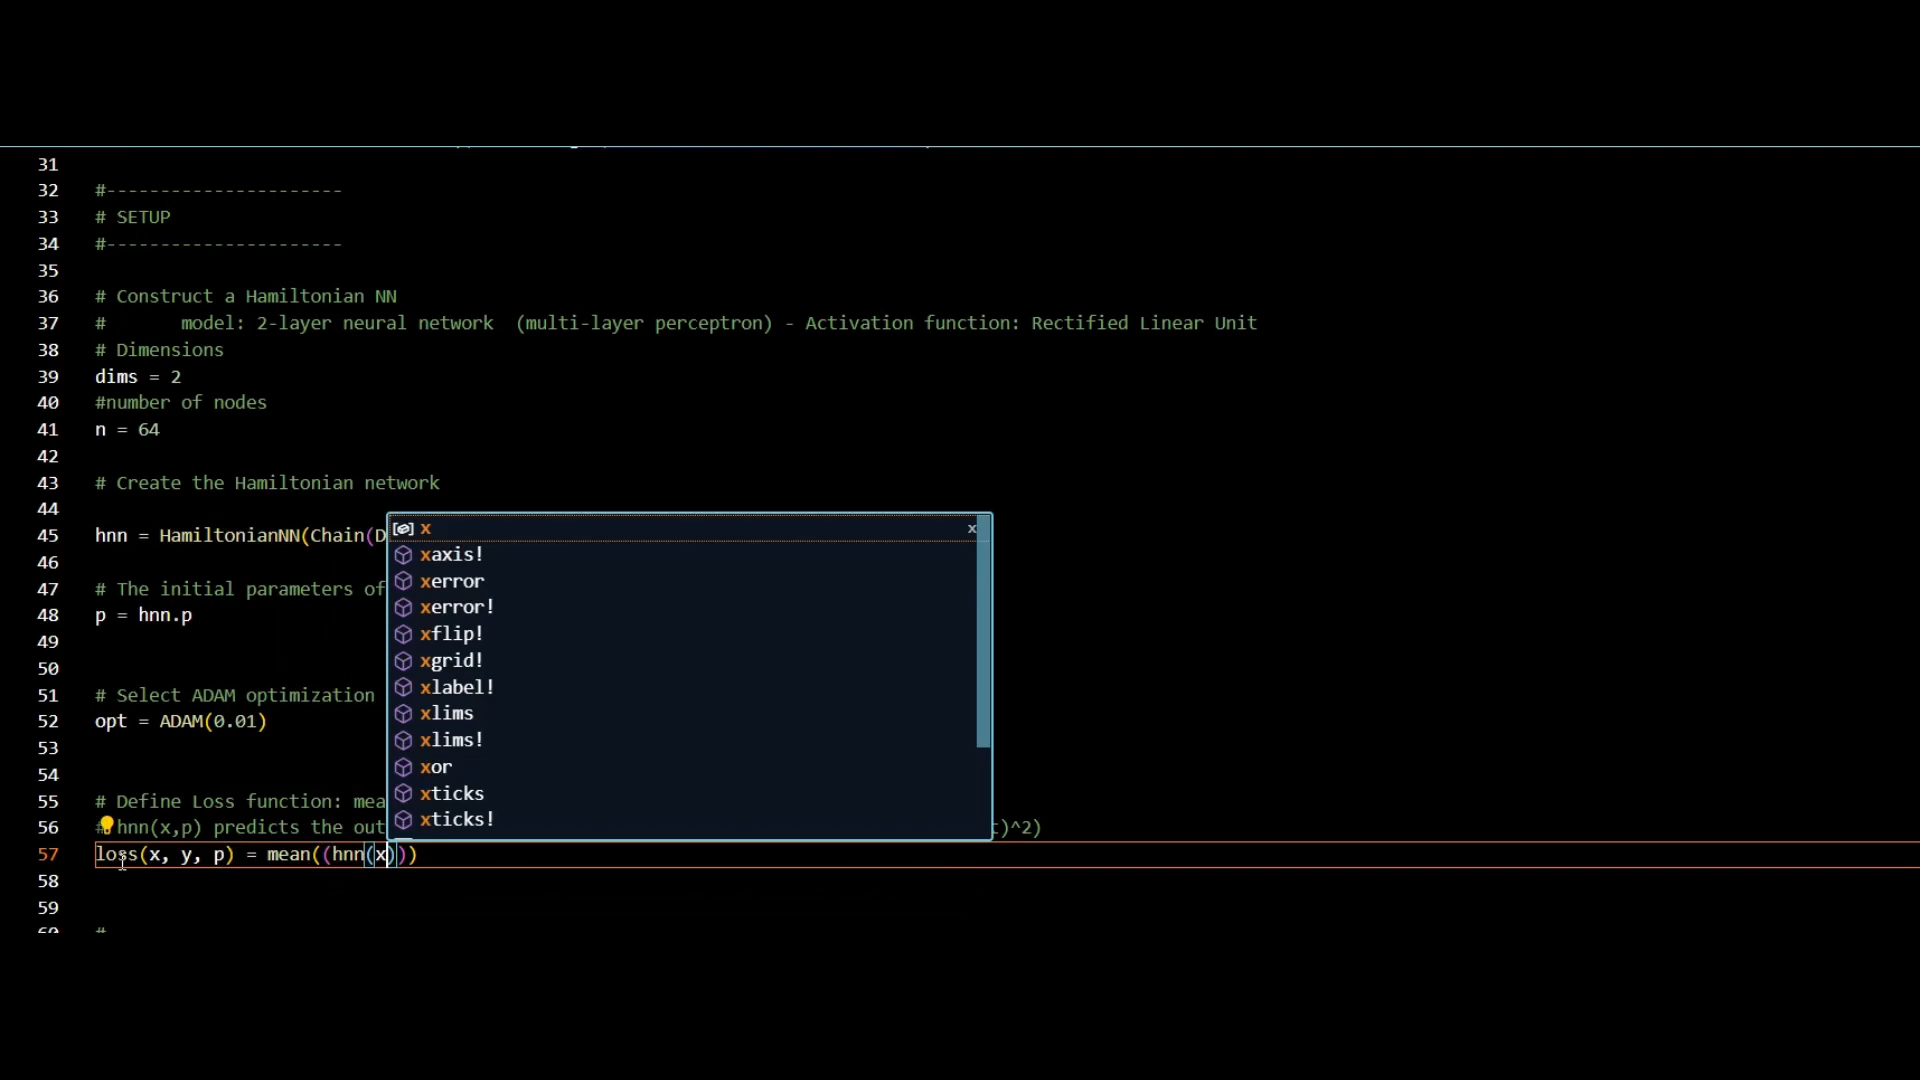 31
32 #----------------------
33 # SETUP
34 #----------------------
35
36 # Construct a Hamiltonian NN
37 # model: 2-layer neural network (multi-layer perceptron) - Activation function: Rectified Linear Unit
38 # Dimensions
39 dims = 2
40 #number of nodes
41 n = 64
42
43 # Create the Hamiltonian network
44
45 hnn = HamiltonianNN(Chain(D
46
47 # The initial parameters of
48 p = hnn.p
49
50
51 # Select ADAM optimization
52 opt = ADAM(0.01)
53
54
55 # Define Loss function: mea
56 # hnn(x,p) predicts the out )^2)
57 loss(x, y, p) = mean((hnn(x)))
58
59
60 #
x x
xaxis!
xerror
xerror!
xflip!
xgrid!
xlabel!
xlims
xlims!
xor
xticks
xticks!